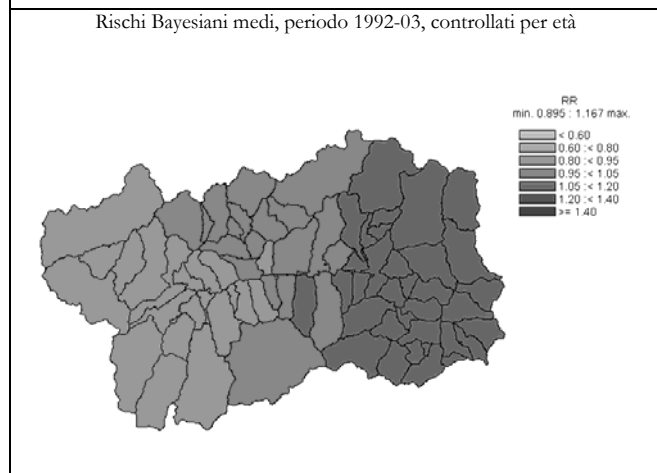 Rischi Bayesiani medi, periodo 1992-03, controllati per età
RR
min. 0.895 : 1.167 max.
< 0.60
0.60 :< 0.80
0.80 :< 0.95
0.95 :< 1.05
1.05 :< 1.20
1.20 :< 1.40
>= 1.40